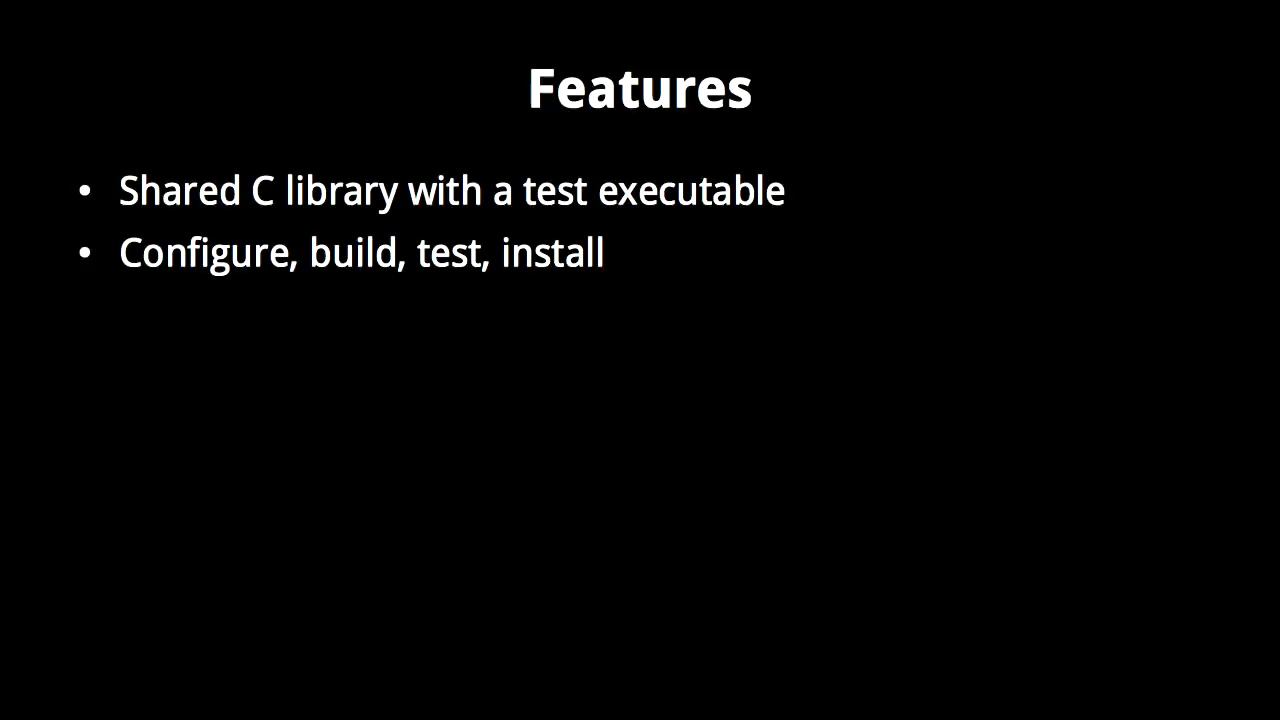 Features
• Shared C library with a test executable
• Configure, build, test, install